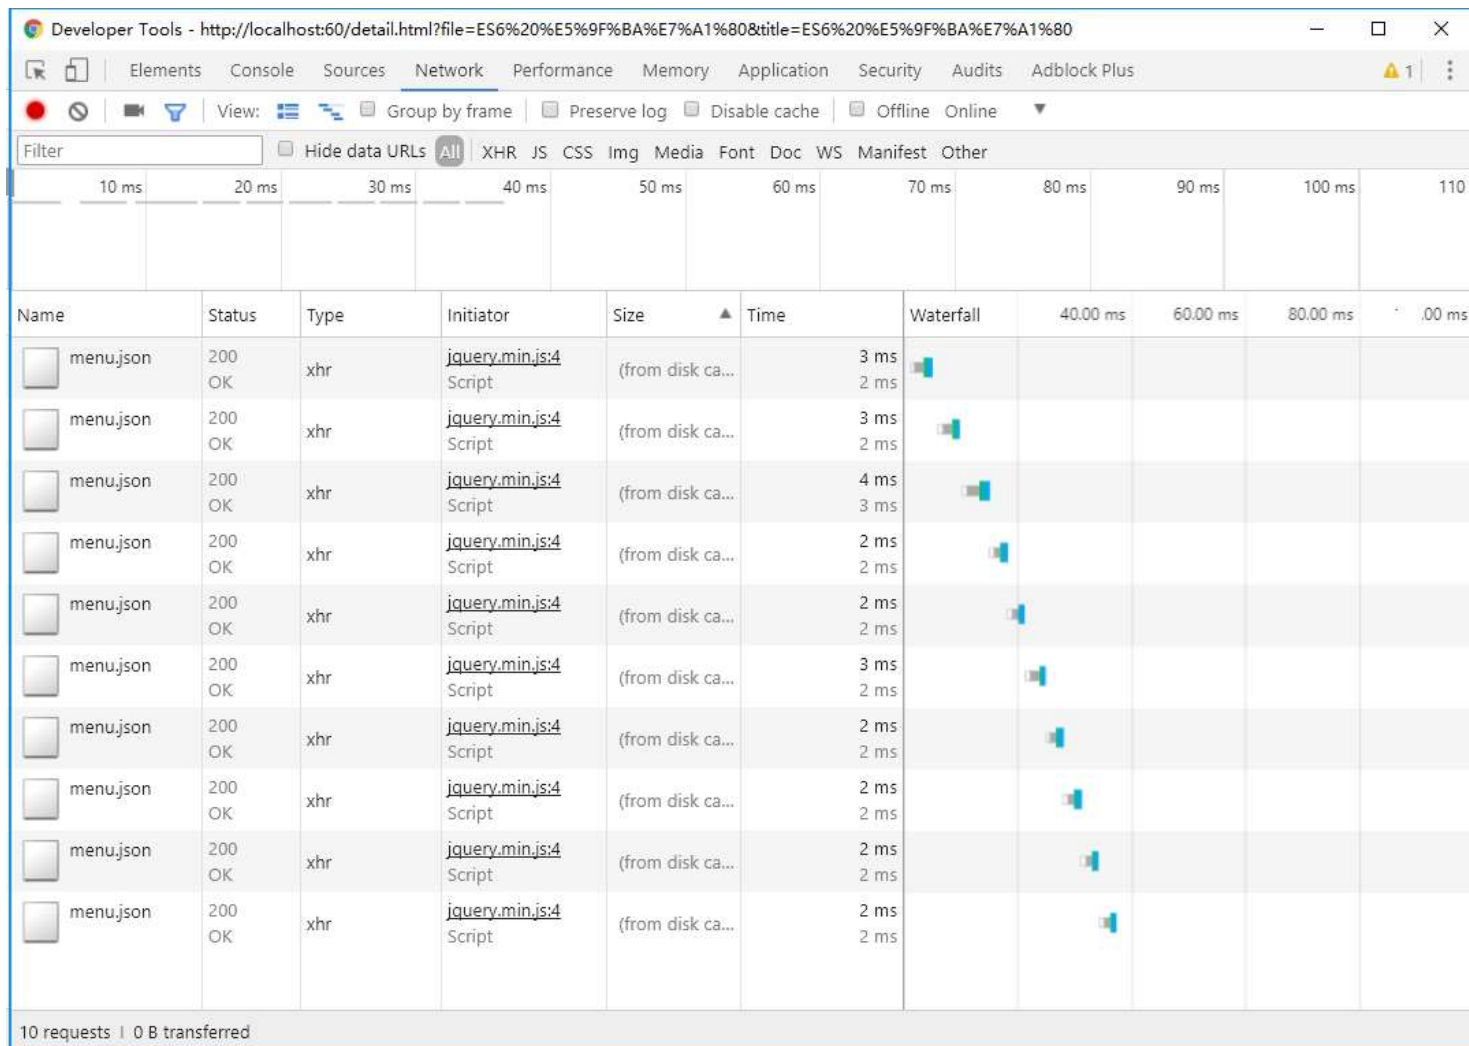 Developer Tools - http://localhost:60/detail.html?file=ES6%20%E5%9F%BA%E7%A1%80&title=ES6%20%E5%9F%BA%E7%A1%80
Elements Console Sources Network Performance Memory Application Security Audits Adblock Plus 1
View: Group by frame Preserve log Disable cache Offline Online
Filter Hide data URLs All XHR JS CSS Img Media Font Doc WS Manifest Other
10 ms 20 ms 30 ms 40 ms 50 ms 60 ms 70 ms 80 ms 90 ms 100 ms 110
Name Status Type Initiator Size Time Waterfall 40.00 ms 60.00 ms 80.00 ms .00 ms
menu.json 200 xhr jquery.min.js:4 (from disk ca... 3 ms
OK Script 2 ms
menu.json 200 xhr jquery.min.js:4 (from disk ca... 3 ms
OK Script 2 ms
menu.json 200 xhr jquery.min.js:4 (from disk ca... 4 ms
OK Script 3 ms
menu.json 200 xhr jquery.min.js:4 (from disk ca... 2 ms
OK Script 2 ms
menu.json 200 xhr jquery.min.js:4 (from disk ca... 2 ms
OK Script 2 ms
menu.json 200 xhr jquery.min.js:4 (from disk ca... 3 ms
OK Script 2 ms
menu.json 200 xhr jquery.min.js:4 (from disk ca... 2 ms
OK Script 2 ms
menu.json 200 xhr jquery.min.js:4 (from disk ca... 2 ms
OK Script 2 ms
menu.json 200 xhr jquery.min.js:4 (from disk ca... 2 ms
OK Script 2 ms
menu.json 200 xhr jquery.min.js:4 (from disk ca... 2 ms
OK Script 2 ms
10 requests | 0 B transferred